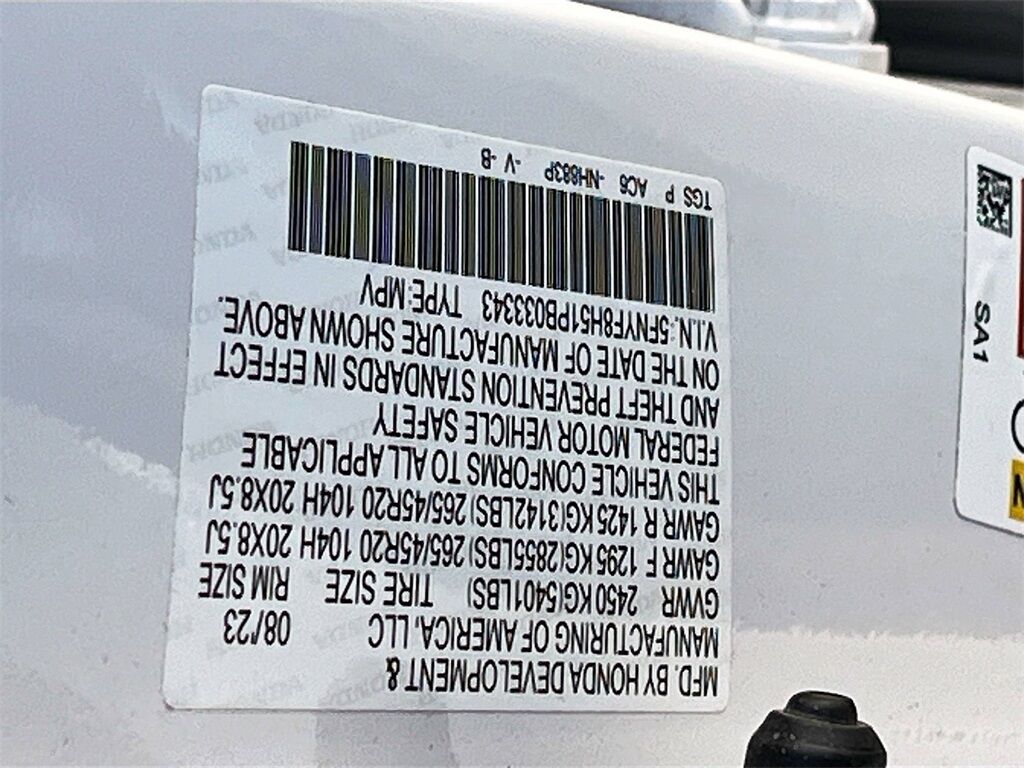 MFD. BY HONDA DEVELOPMENT &
MANUFACTURING OF AMERICA, LLC 08/23
GVWR 2450 KG(5401LBS) TIRE SIZE RIM SIZE
GAWR F 1295 KG(2855LBS) 265/45R20 104H 20X8.5J
GAWR R 1425 KG(3142LBS) 265/45R20 104H 20X8.5J
THIS VEHICLE CONFORMS TO ALL APPLICABLE
FEDERAL MOTOR VEHICLE SAFETY
AND THEFT PREVENTION STANDARDS IN EFFECT
ON THE DATE OF MANUFACTURE SHOWN ABOVE.
V.I.N.:5FNYF8H51PB033343 TYPE:MPV
TGS P AC6 -NH883P -V -B
SA1